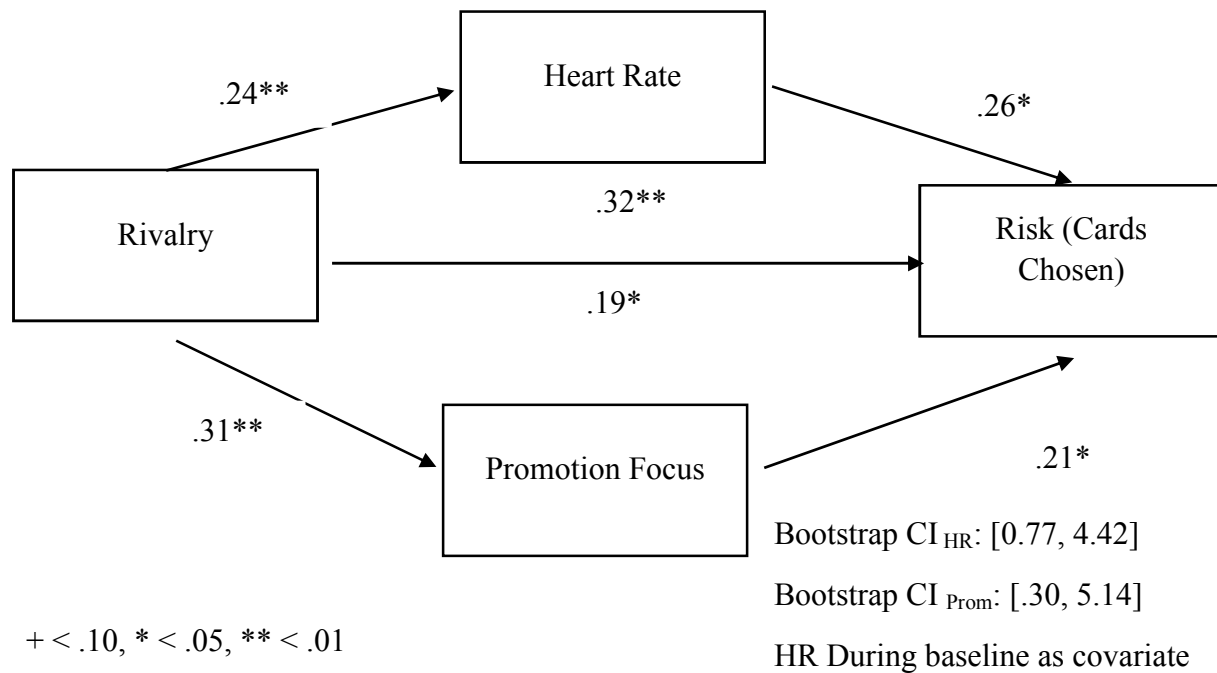 Heart Rate
.24**
.26*
.32**
Rivalry
Risk (Cards
Chosen)
.19*
.31**
Promotion Focus
.21*
Bootstrap CI HR: [0.77, 4.42]
Bootstrap CI Prom: [.30, 5.14]
+ < .10, * < .05, ** < .01
HR During baseline as covariate